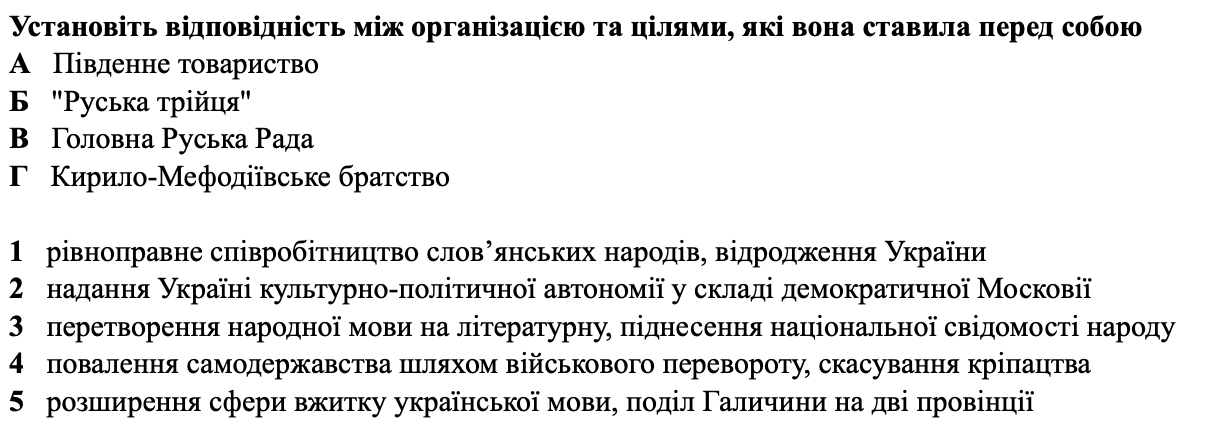 Установіть відповідність між організацією та цілями, які вона ставила перед собою
А Південне товариство
Б "Руська трійця"
В Головна Руська Рада
Г Кирило-Мефодіївське братство
1 рівноправне співробітництво слов’янських народів, відродження України
2 надання Україні культурно-політичної автономії у складі демократичної Московії
3 перетворення народної мови на літературну, піднесення національної свідомості народу
4 повалення самодержавства шляхом військового перевороту, скасування кріпацтва
5 розширення сфери вжитку української мови, поділ Галичини на дві провінції